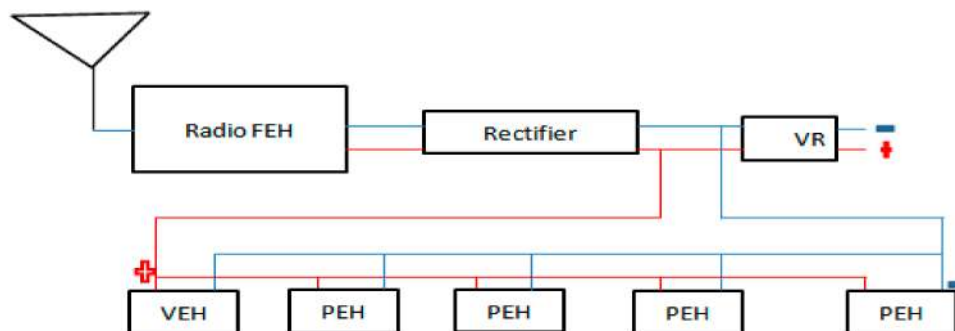 Radio FEH
Rectifier
VR
-
+
+
-
VEH
PEH
PEH
PEH
PEH